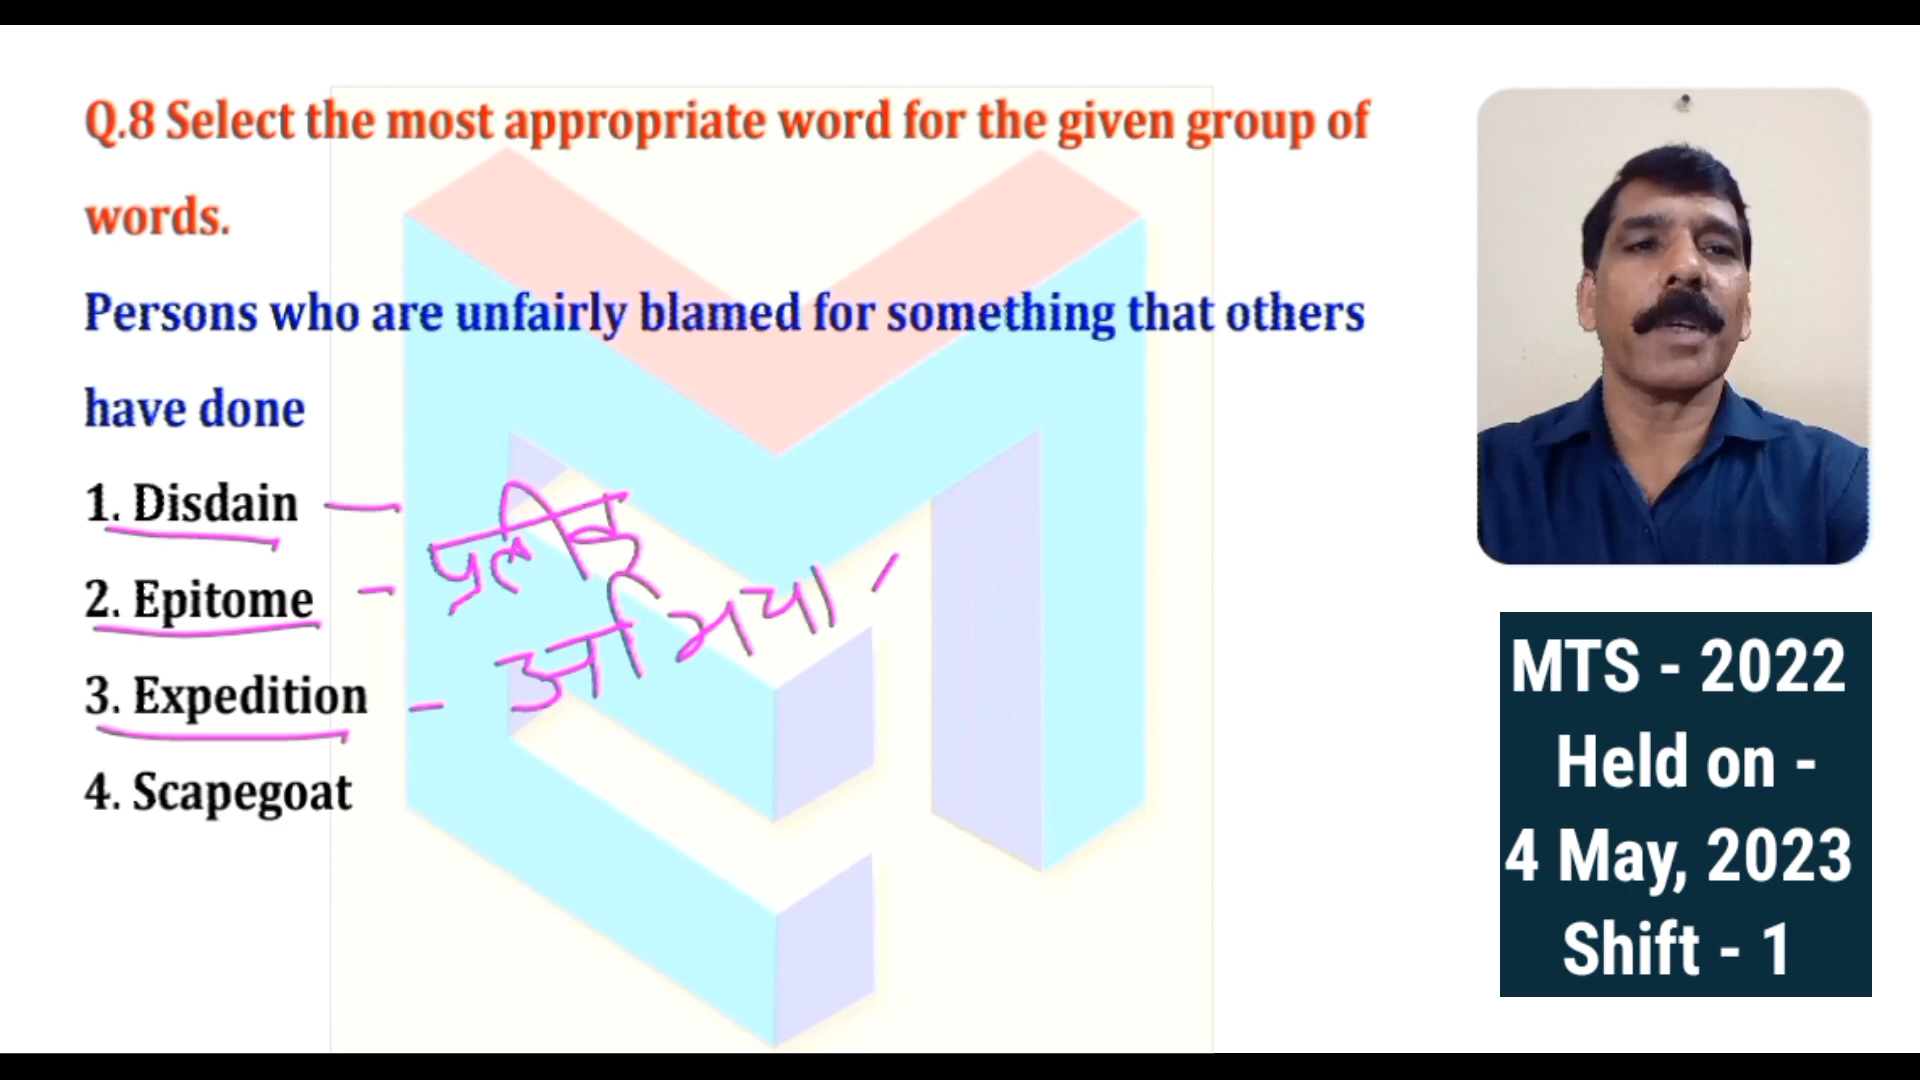 Q.8 Select the most appropriate word for the given group of
words.
Persons who are unfairly blamed for something that others
have done
1. Disdain –
2. Epitome – प्रतीक
3. Expedition –
4. Scapegoat
MTS - 2022
Held on -
4 May, 2023
Shift - 1